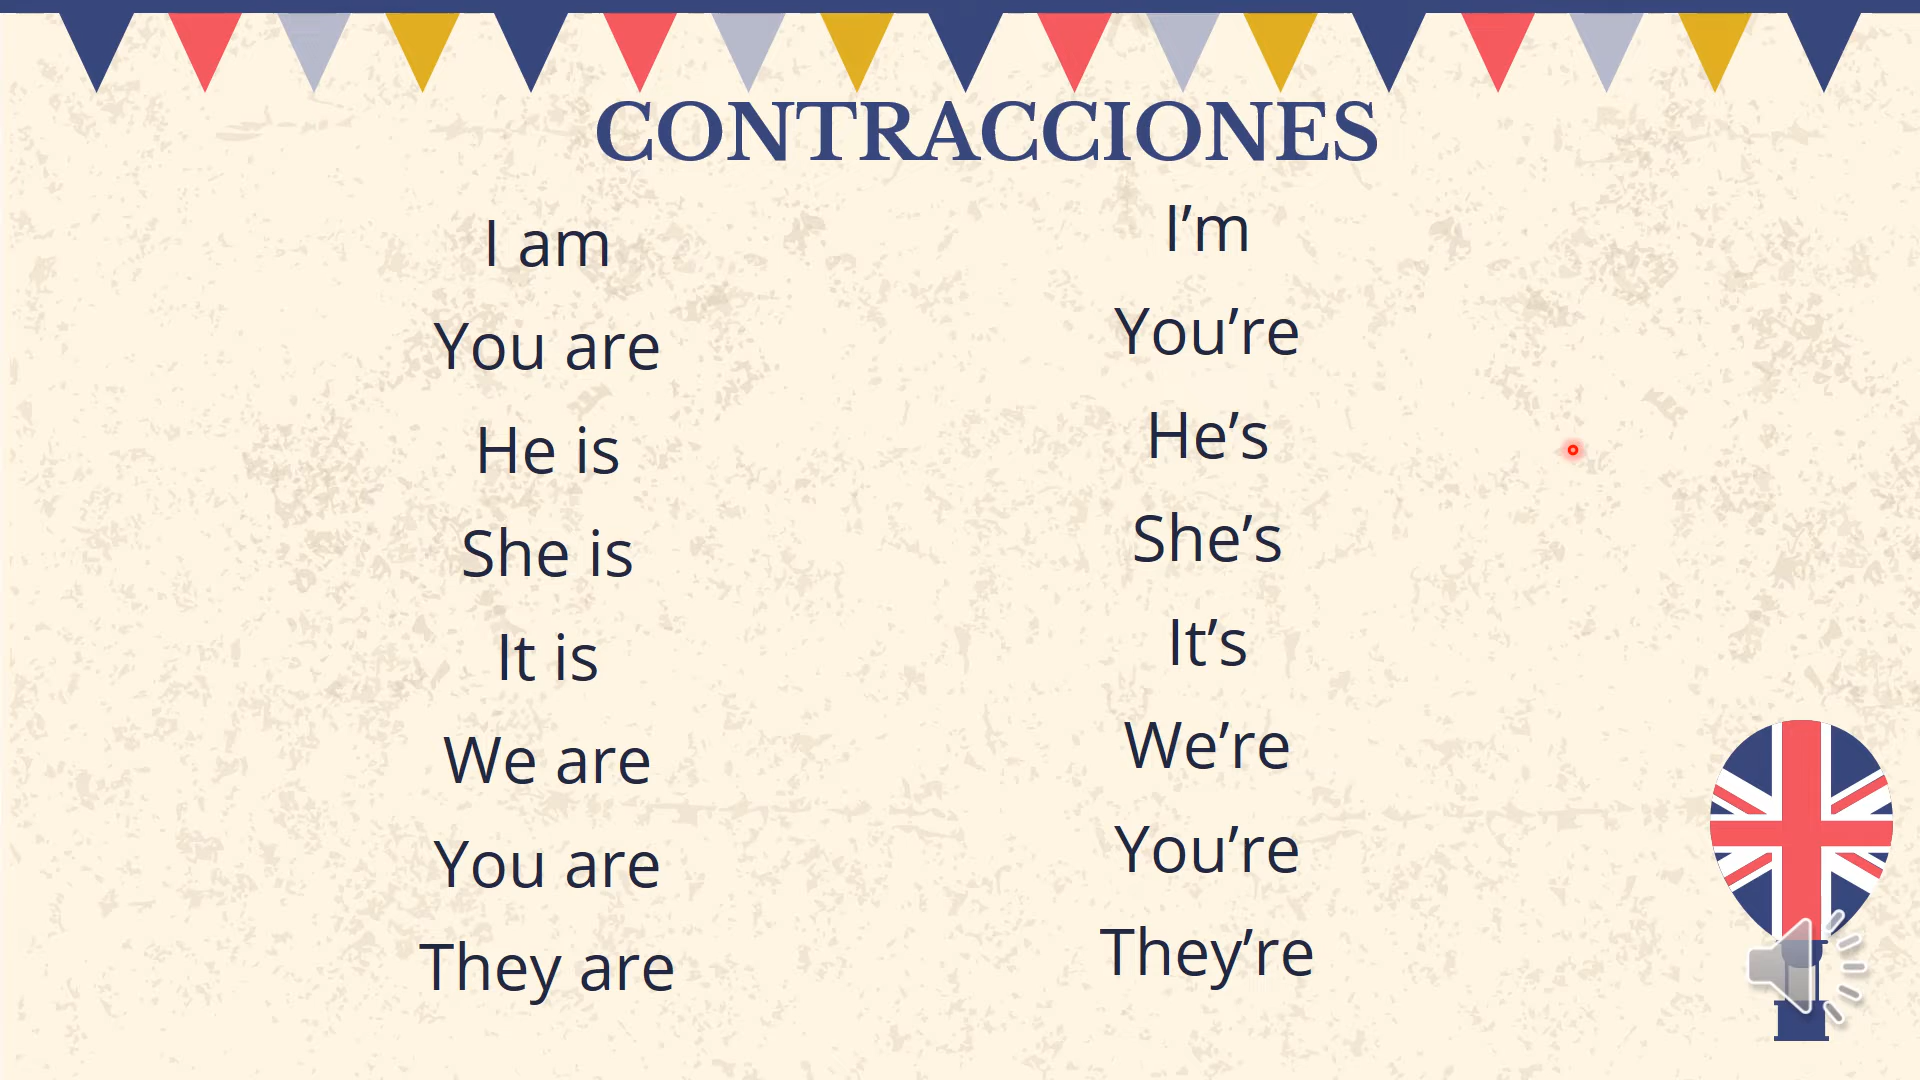 CONTRACCIONES
I am
You are
He is
She is
It is
We are
You are
They are
I’m
You’re
He’s
She’s
It’s
We’re
You’re
They’re